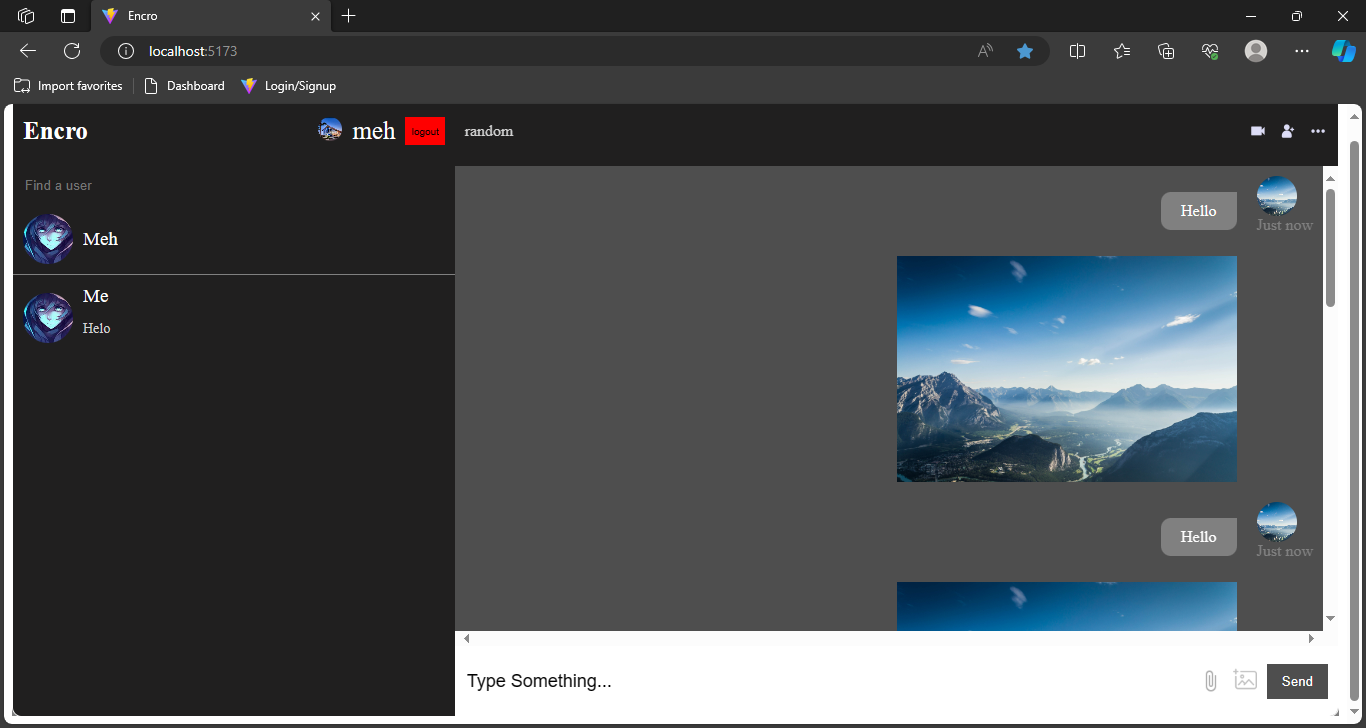 Encro
localhost:5173
Import favorites
Dashboard
Login/Signup
Encro
meh
logout
random
Find a user
Meh
Me
Helo
Hello
Just now
Hello
Just now
Type Something...
Send